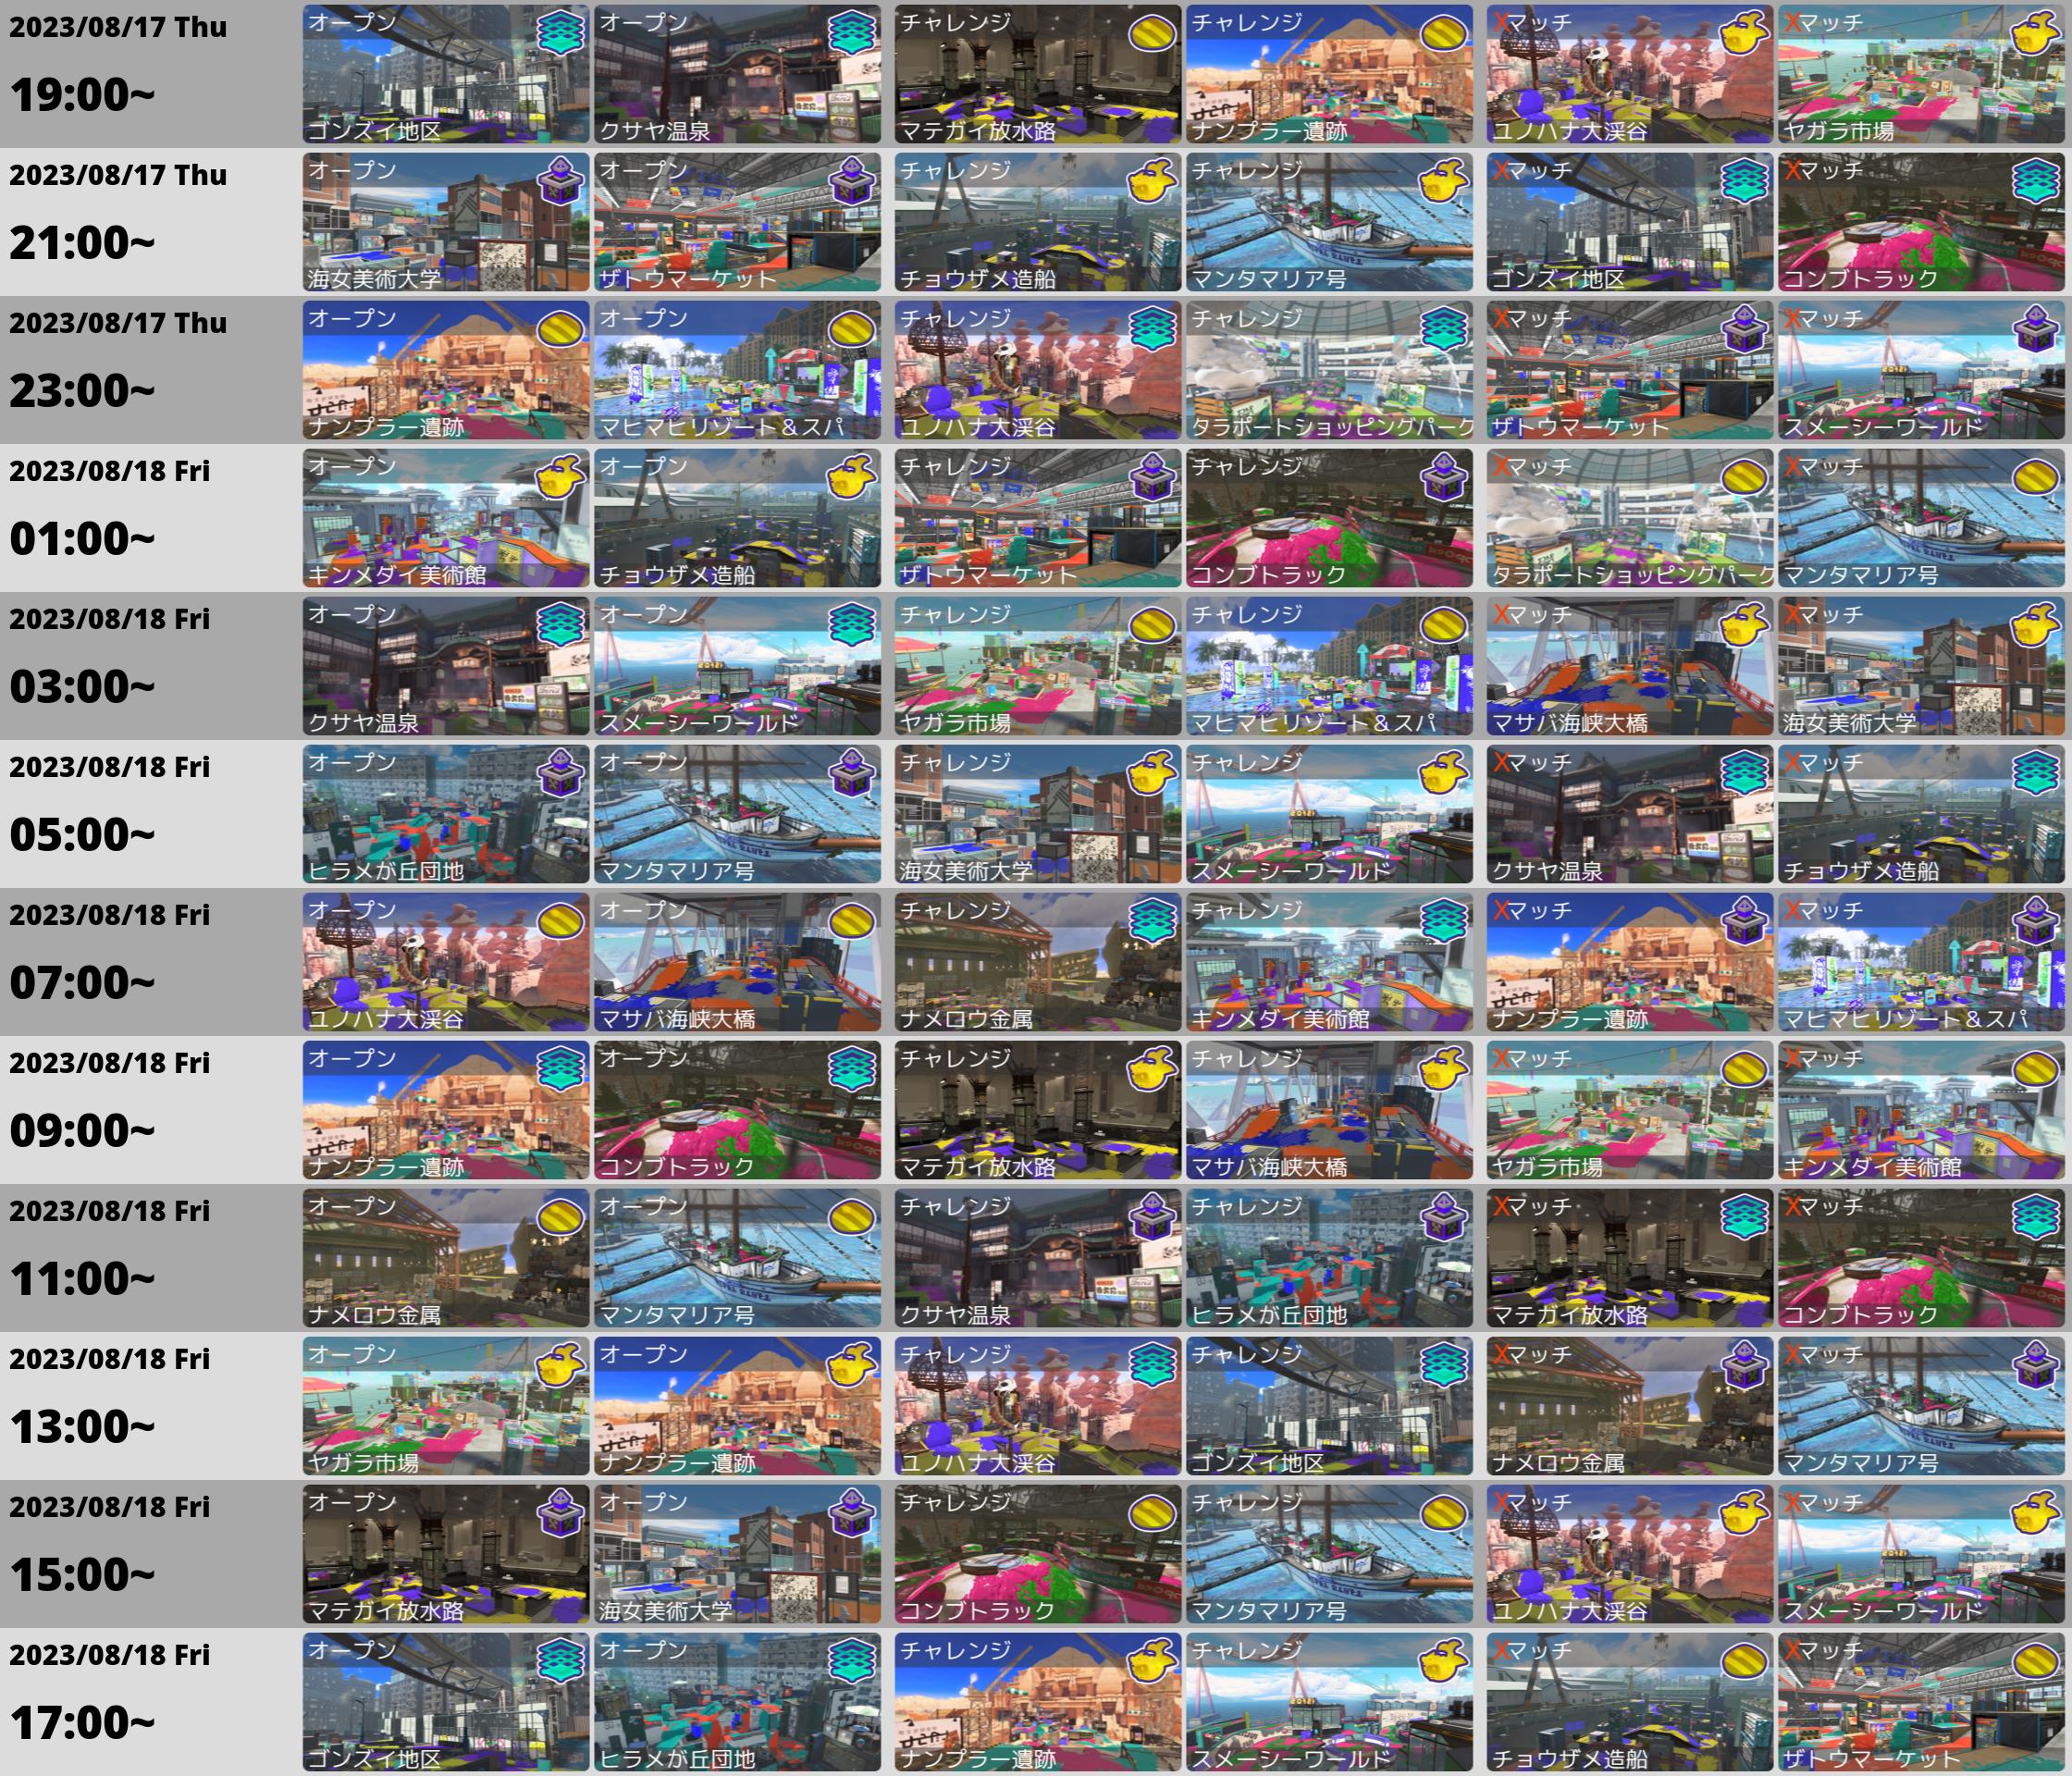 2023/08/17 Thu
19:00~
オープン オープン チャレンジ チャレンジ Xマッチ Xマッチ
ゴンズイ地区 クサヤ温泉 マテガイ放水路 ナンプラー遺跡 ユノハナ大渓谷 ヤガラ市場
2023/08/17 Thu
21:00~
オープン オープン チャレンジ チャレンジ Xマッチ Xマッチ
海女美術大学 ザトウマーケット チョウザメ造船 マンタマリア号 ゴンズイ地区 コンブトラック
2023/08/17 Thu
23:00~
オープン オープン チャレンジ チャレンジ Xマッチ Xマッチ
ナンプラー遺跡 マヒマヒリゾート&スパ ユノハナ大渓谷 タラポートショッピングパーク ザトウマーケット スメーシーワールド
2023/08/18 Fri
01:00~
オープン オープン チャレンジ チャレンジ Xマッチ Xマッチ
キンメダイ美術館 チョウザメ造船 ザトウマーケット コンブトラック タラポートショッピングパーク マンタマリア号
2023/08/18 Fri
03:00~
オープン オープン チャレンジ チャレンジ Xマッチ Xマッチ
クサヤ温泉 スメーシーワールド ヤガラ市場 マヒマヒリゾート&スパ マサバ海峡大橋 海女美術大学
2023/08/18 Fri
05:00~
オープン オープン チャレンジ チャレンジ Xマッチ Xマッチ
ヒラメが丘団地 マンタマリア号 海女美術大学 スメーシーワールド クサヤ温泉 チョウザメ造船
2023/08/18 Fri
07:00~
オープン オープン チャレンジ チャレンジ Xマッチ Xマッチ
ユノハナ大渓谷 マサバ海峡大橋 ナメロウ金属 キンメダイ美術館 ナンプラー遺跡 マヒマヒリゾート&スパ
2023/08/18 Fri
09:00~
オープン オープン チャレンジ チャレンジ Xマッチ Xマッチ
ナンプラー遺跡 コンブトラック マテガイ放水路 マサバ海峡大橋 ヤガラ市場 キンメダイ美術館
2023/08/18 Fri
11:00~
オープン オープン チャレンジ チャレンジ Xマッチ Xマッチ
ナメロウ金属 マンタマリア号 クサヤ温泉 ヒラメが丘団地 マテガイ放水路 コンブトラック
2023/08/18 Fri
13:00~
オープン オープン チャレンジ チャレンジ Xマッチ Xマッチ
ヤガラ市場 ナンプラー遺跡 ユノハナ大渓谷 ゴンズイ地区 ナメロウ金属 マンタマリア号
2023/08/18 Fri
15:00~
オープン オープン チャレンジ チャレンジ Xマッチ Xマッチ
マテガイ放水路 海女美術大学 コンブトラック マンタマリア号 ユノハナ大渓谷 スメーシーワールド
2023/08/18 Fri
17:00~
オープン オープン チャレンジ チャレンジ Xマッチ Xマッチ
ゴンズイ地区 ヒラメが丘団地 ナンプラー遺跡 スメーシーワールド チョウザメ造船 ザトウマーケット